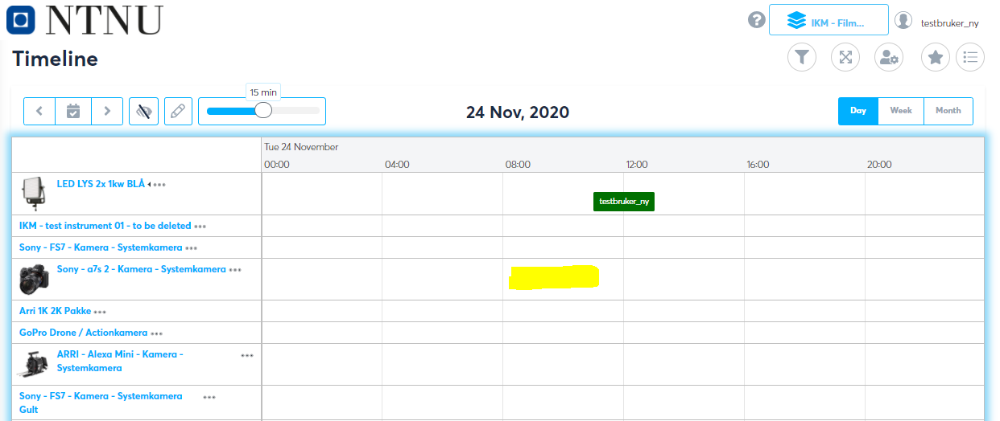 NTNU
? IKM - Film... testbruker_ny
Timeline
15 min
24 Nov, 2020
Day Week Month
Tue 24 November
00:00 04:00 08:00 12:00 16:00 20:00
LED LYS 2x 1kw BLÅ
testbruker_ny
IKM - test instrument 01 - to be deleted
Sony - FS7 - Kamera - Systemkamera
Sony - a7s 2 - Kamera - Systemkamera
Arri 1K 2K Pakke
GoPro Drone / Actionkamera
ARRI - Alexa Mini - Kamera -
Systemkamera
Sony - FS7 - Kamera - Systemkamera
Gult